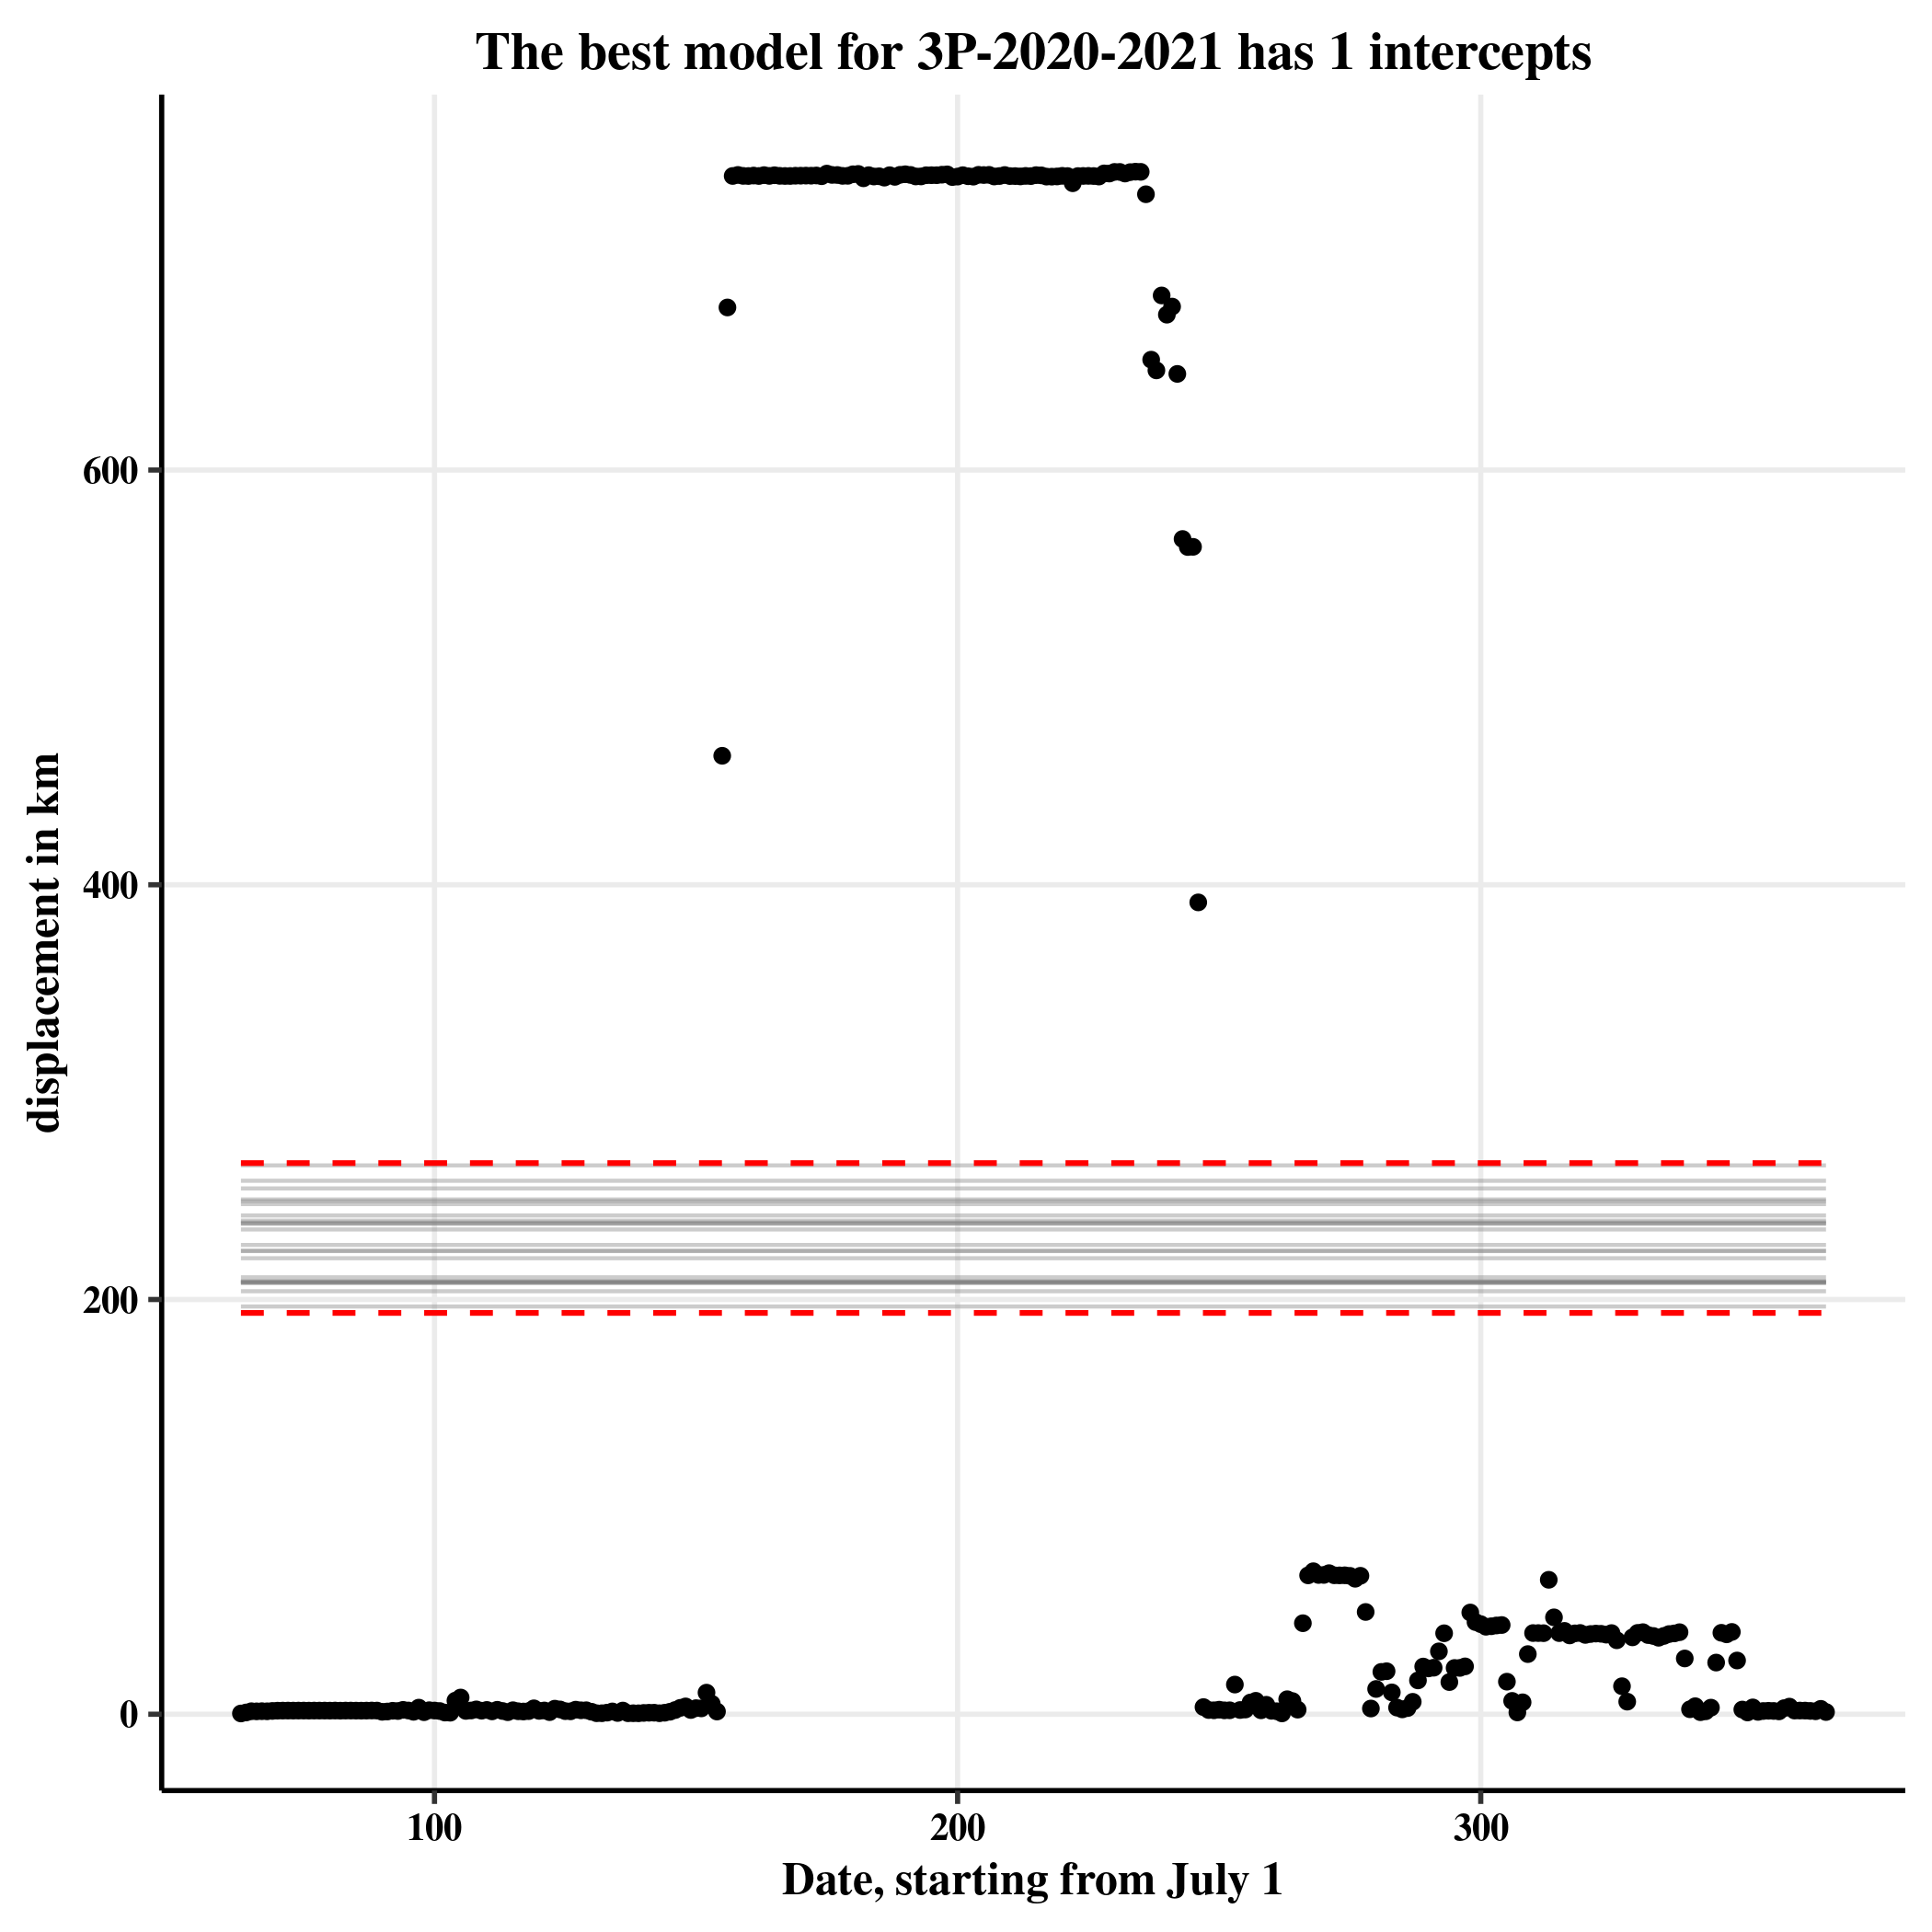 The best model for 3P-2020-2021 has 1 intercepts
displacement in km
600
400
200
0
100 200 300
Date, starting from July 1